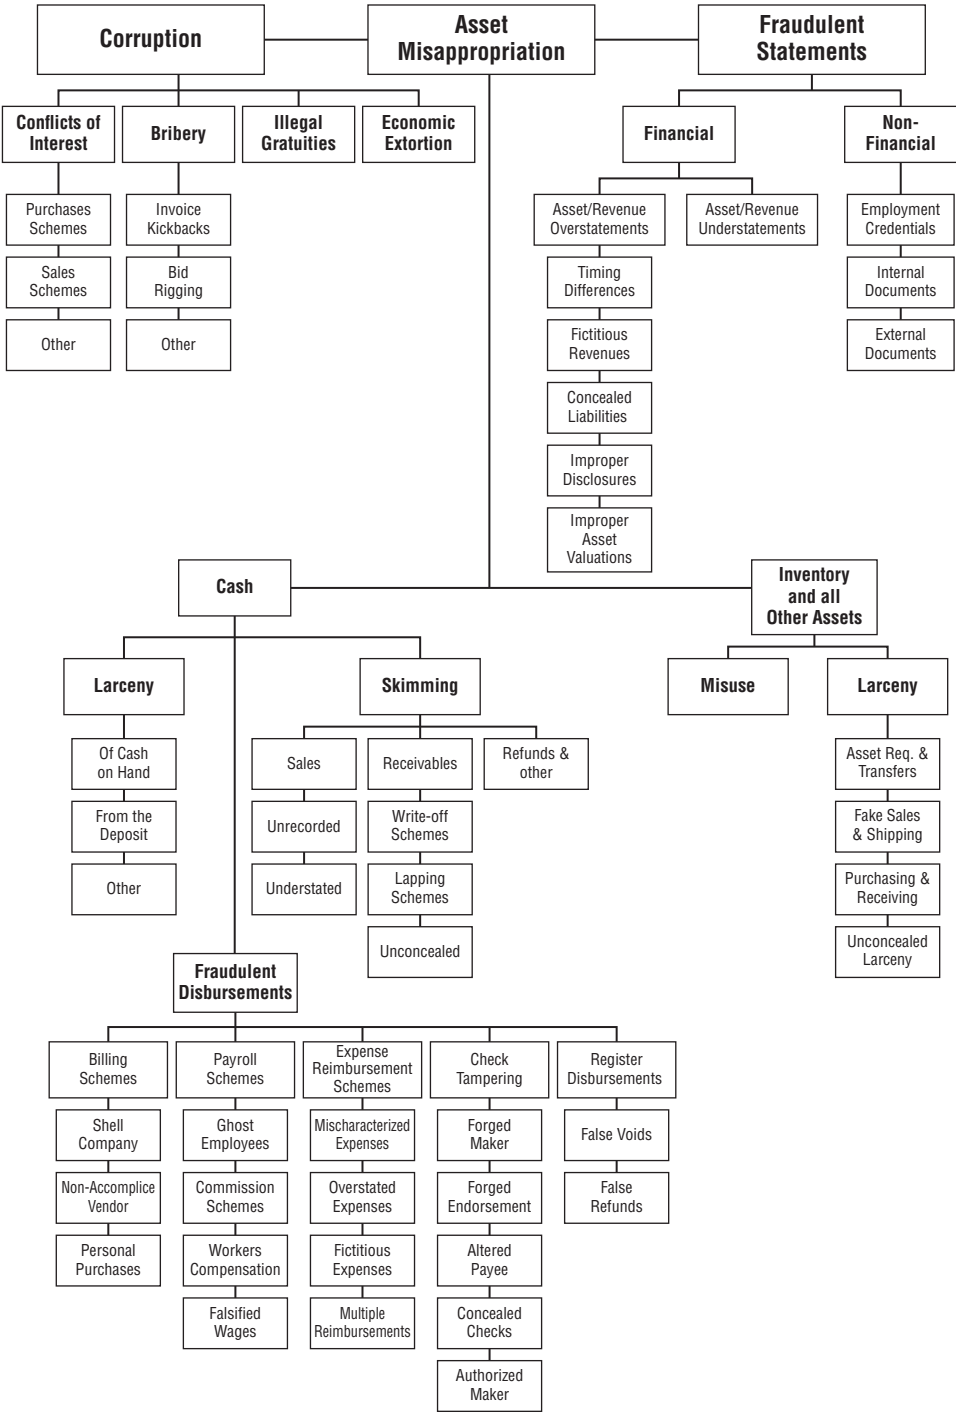 Corruption
Asset
Misappropriation
Fraudulent
Statements
Conflicts of
Interest
Bribery
Illegal
Gratuities
Economic
Extortion
Financial
Non-
Financial
Purchases
Schemes
Sales
Schemes
Other
Invoice
Kickbacks
Bid
Rigging
Other
Asset/Revenue
Overstatements
Timing
Differences
Fictitious
Revenues
Concealed
Liabilities
Improper
Disclosures
Improper
Asset
Valuations
Asset/Revenue
Understatements
Employment
Credentials
Internal
Documents
External
Documents
Cash
Inventory
and all
Other Assets
Larceny
Skimming
Misuse
Larceny
Of Cash
on Hand
From the
Deposit
Other
Sales
Unrecorded
Understated
Receivables
Write-off
Schemes
Lapping
Schemes
Unconcealed
Refunds &
other
Asset Req. &
Transfers
Fake Sales
& Shipping
Purchasing &
Receiving
Unconcealed
Larceny
Fraudulent
Disbursements
Billing
Schemes
Shell
Company
Non-Accomplice
Vendor
Personal
Purchases
Payroll
Schemes
Ghost
Employees
Commission
Schemes
Workers
Compensation
Falsified
Wages
Expense
Reimbursement
Schemes
Mischaracterized
Expenses
Overstated
Expenses
Fictitious
Expenses
Multiple
Reimbursements
Check
Tampering
Forged
Maker
Forged
Endorsement
Altered
Payee
Concealed
Checks
Authorized
Maker
Register
Disbursements
False Voids
False
Refunds